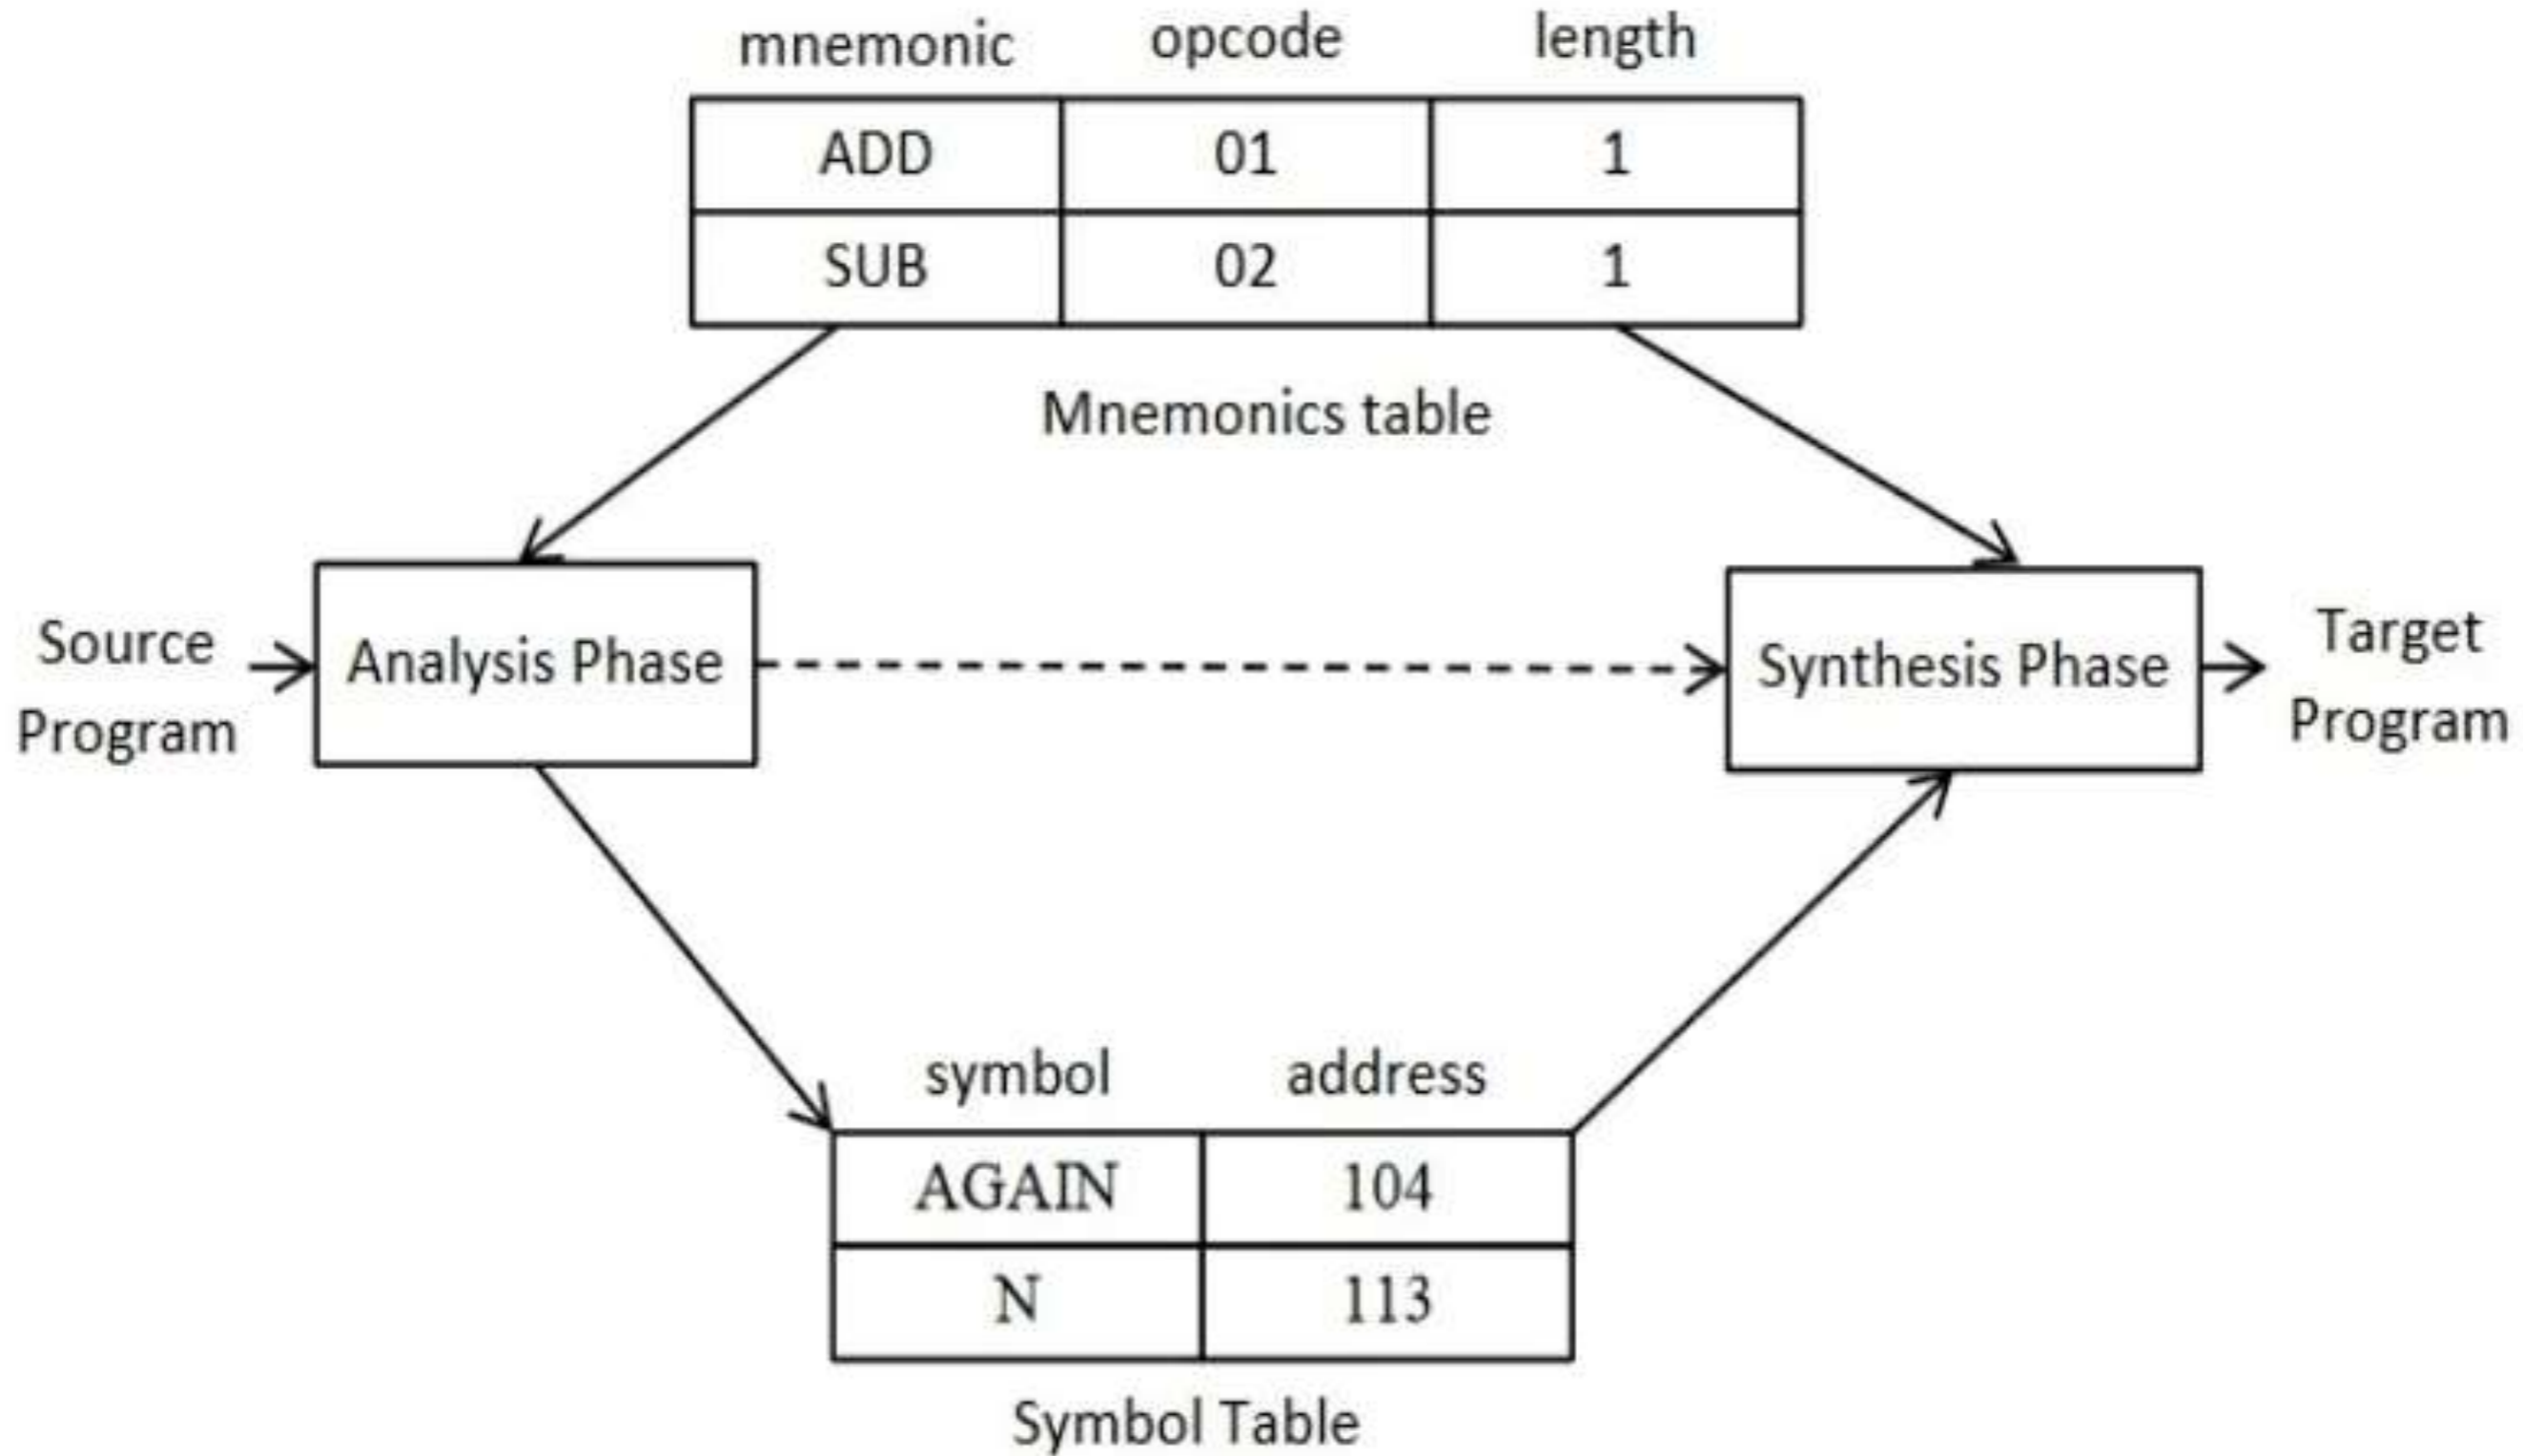 mnemonic opcode length
ADD 01 1
SUB 02 1
Mnemonics table
Source
Program
Analysis Phase
Synthesis Phase
Target
Program
symbol address
AGAIN 104
N 113
Symbol Table